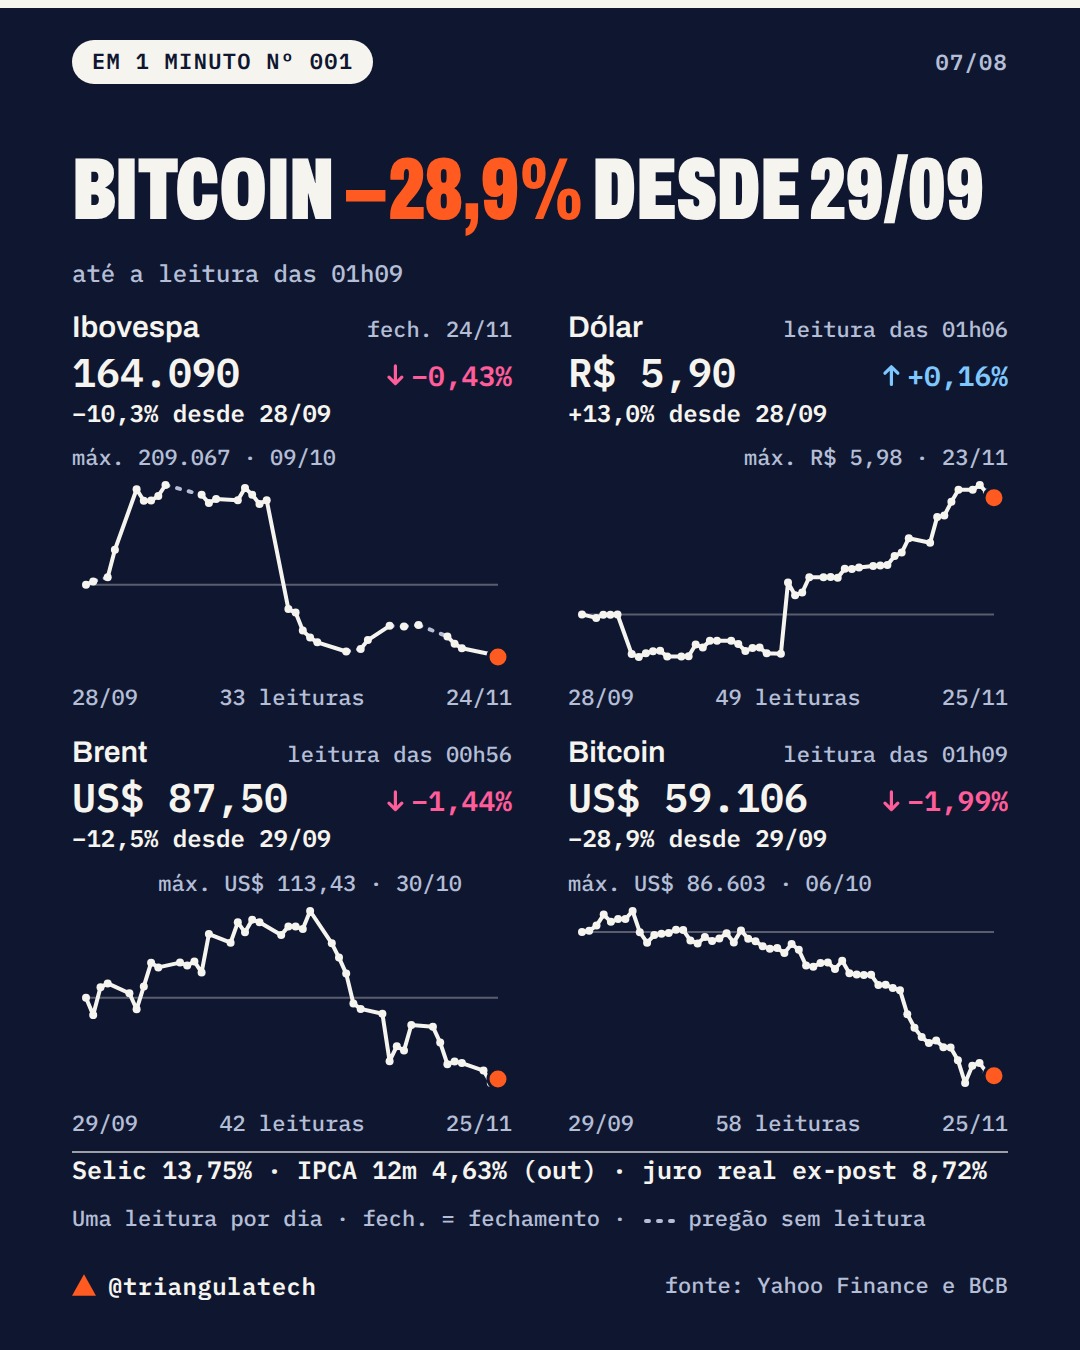 EM 1 MINUTO Nº 001
07/08
BITCOIN −28,9% DESDE 29/09
até a leitura das 01h09
Ibovespa
fech. 24/11
164.090
↓ −0,43%
−10,3% desde 28/09
máx. 209.067 · 09/10
28/09
33 leituras
24/11
Dólar
leitura das 01h06
R$ 5,90
↑ +0,16%
+13,0% desde 28/09
máx. R$ 5,98 · 23/11
28/09
49 leituras
25/11
Brent
leitura das 00h56
US$ 87,50
↓ −1,44%
−12,5% desde 29/09
máx. US$ 113,43 · 30/10
29/09
42 leituras
25/11
Bitcoin
leitura das 01h09
US$ 59.106
↓ −1,99%
−28,9% desde 29/09
máx. US$ 86.603 · 06/10
29/09
58 leituras
25/11
Selic 13,75% · IPCA 12m 4,63% (out) · juro real ex-post 8,72%
Uma leitura por dia · fech. = fechamento · --- pregão sem leitura
@triangulatech
fonte: Yahoo Finance e BCB